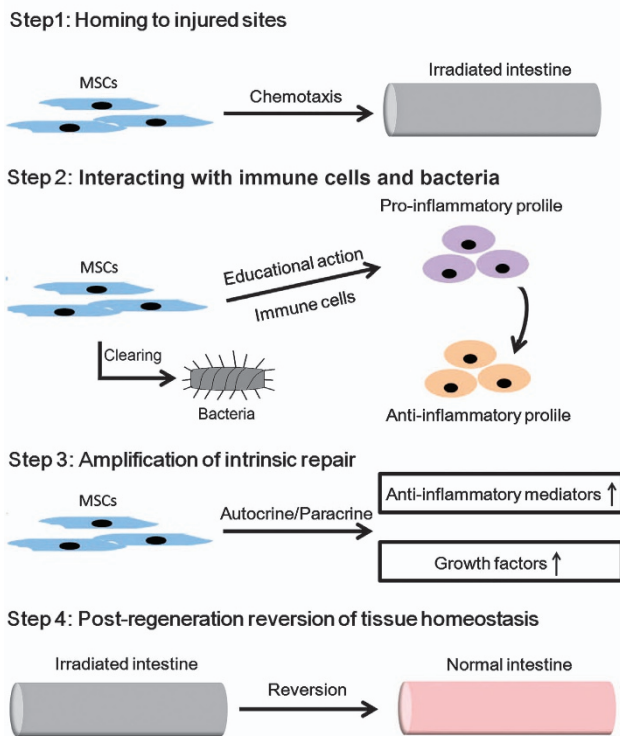 Step1: Homing to injured sites
MSCs
Chemotaxis
Irradiated intestine
Step 2: Interacting with immune cells and bacteria
Pro-inflammatory prolile
MSCs
Educational action
Immune cells
Clearing
Bacteria
Anti-inflammatory prolile
Step 3: Amplification of intrinsic repair
MSCs
Autocrine/Paracrine
Anti-inflammatory mediators ↑
Growth factors ↑
Step 4: Post-regeneration reversion of tissue homeostasis
Irradiated intestine
Reversion
Normal intestine